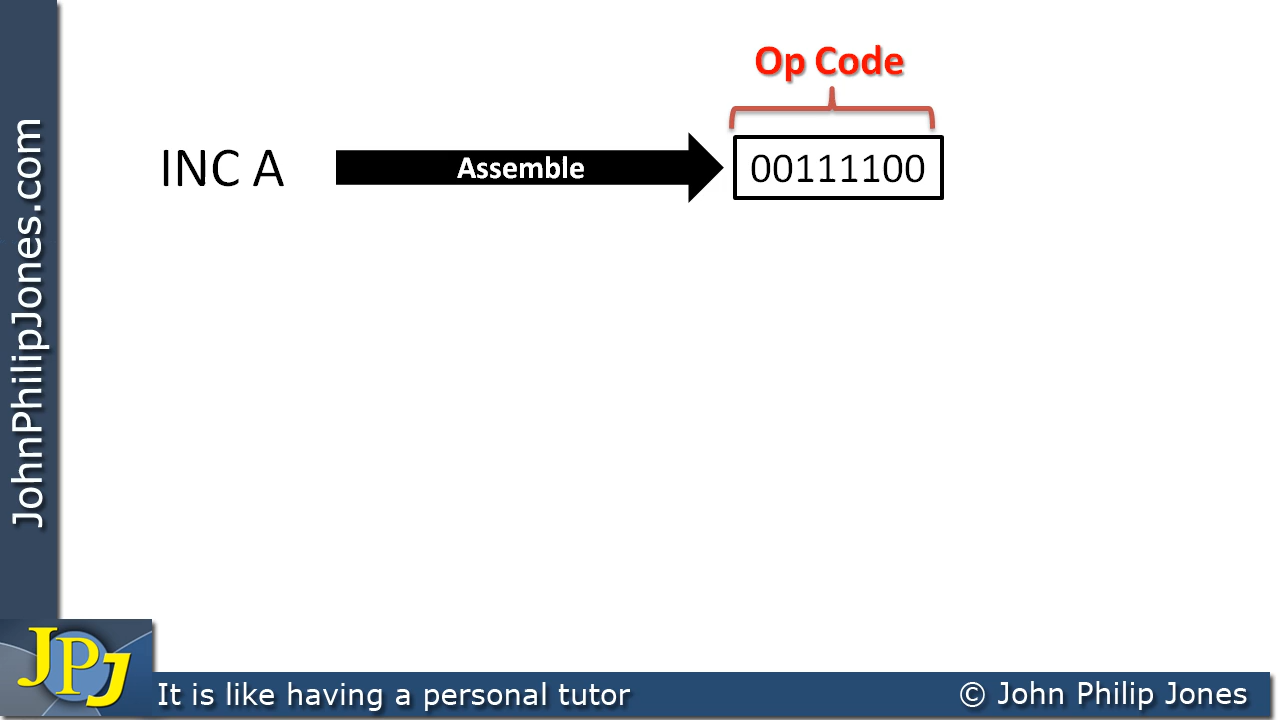 Op Code
INC A
Assemble
00111100
JohnPhilipJones.com
JPJ
It is like having a personal tutor
© John Philip Jones